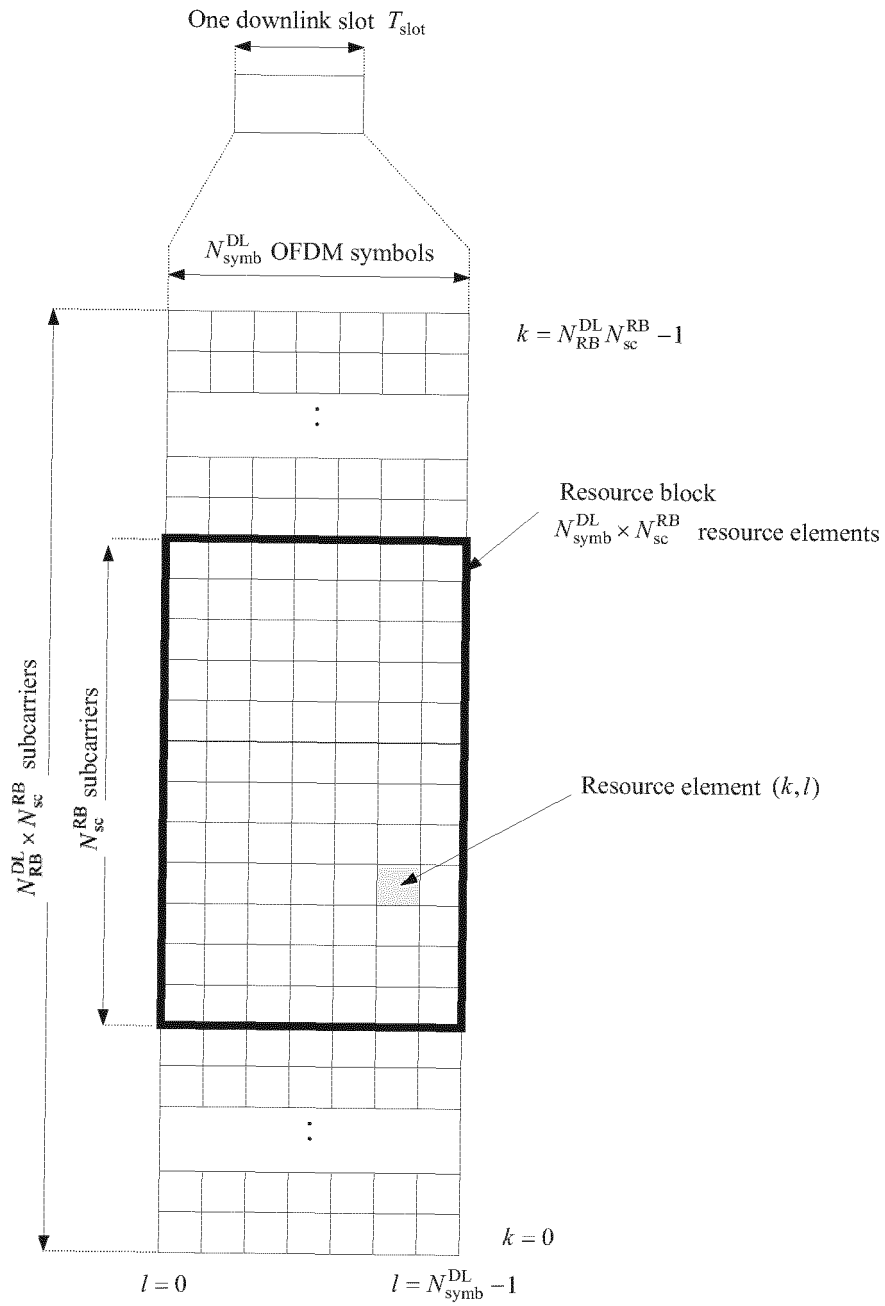 One downlink slot T_slot
N_symb^DL OFDM symbols
k = N_RB^DL N_sc^RB −1
⋮
Resource block
N_symb^DL × N_sc^RB resource elements
N_RB^DL × N_sc^RB subcarriers
N_sc^RB subcarriers
Resource element (k, l)
⋮
k = 0
l = 0
l = N_symb^DL −1